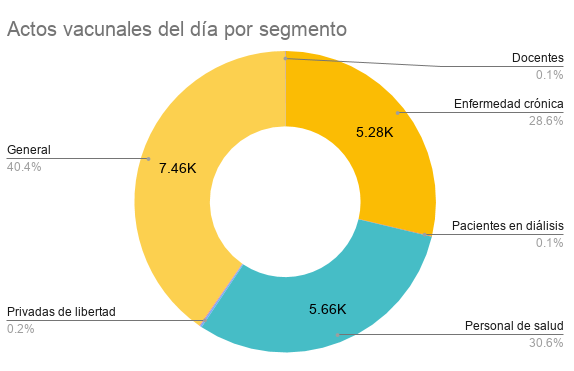 Actos vacunales del día por segmento
Docentes
0.1%
Enfermedad crónica
28.6%
5.28K
General
40.4%
7.46K
Pacientes en diálisis
0.1%
5.66K
Privadas de libertad
0.2%
Personal de salud
30.6%